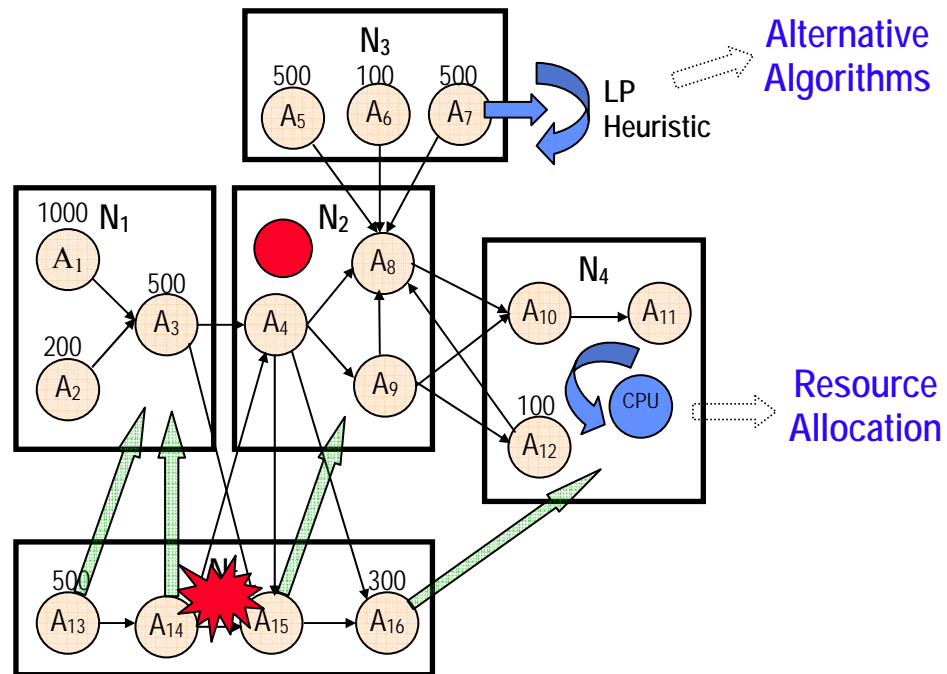 N3
500 100 500
A5 A6 A7
LP
Heuristic
Alternative
Algorithms
N1
1000
A1
500
A3
200
A2
N2
A8
A4
A9
N4
A10
A11
CPU
100
A12
Resource
Allocation
500
300
A13
A14
A15
A16